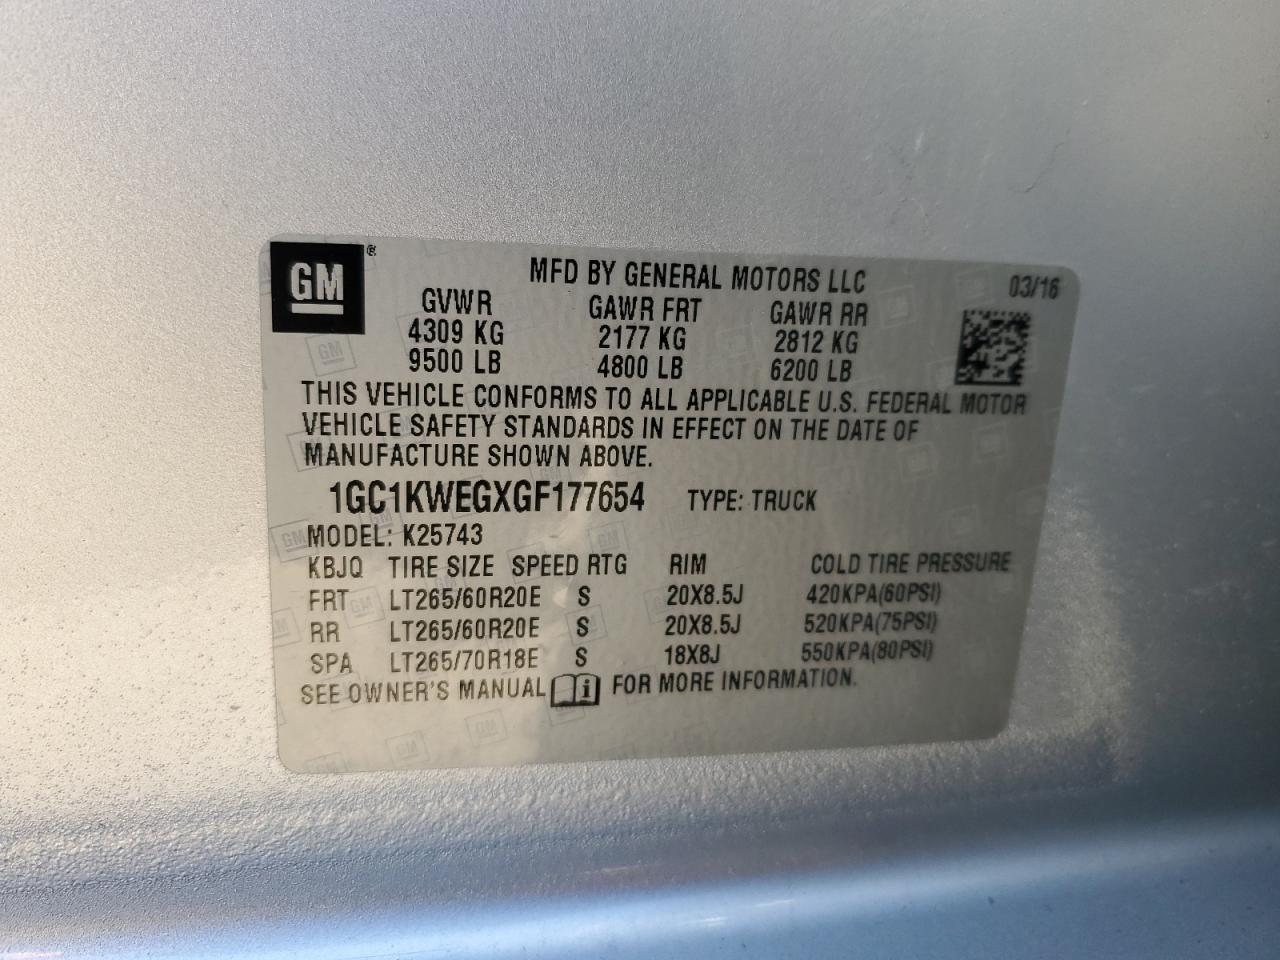 GM ®
MFD BY GENERAL MOTORS LLC 03/16
GVWR GAWR FRT GAWR RR
4309 KG 2177 KG 2812 KG
9500 LB 4800 LB 6200 LB
THIS VEHICLE CONFORMS TO ALL APPLICABLE U.S. FEDERAL MOTOR
VEHICLE SAFETY STANDARDS IN EFFECT ON THE DATE OF
MANUFACTURE SHOWN ABOVE.
1GC1KWEGXGF177654 TYPE: TRUCK
MODEL: K25743
KBJQ TIRE SIZE SPEED RTG RIM COLD TIRE PRESSURE
FRT LT265/60R20E S 20X8.5J 420KPA(60PSI)
RR LT265/60R20E S 20X8.5J 520KPA(75PSI)
SPA LT265/70R18E S 18X8J 550KPA(80PSI)
SEE OWNER'S MANUAL i FOR MORE INFORMATION.